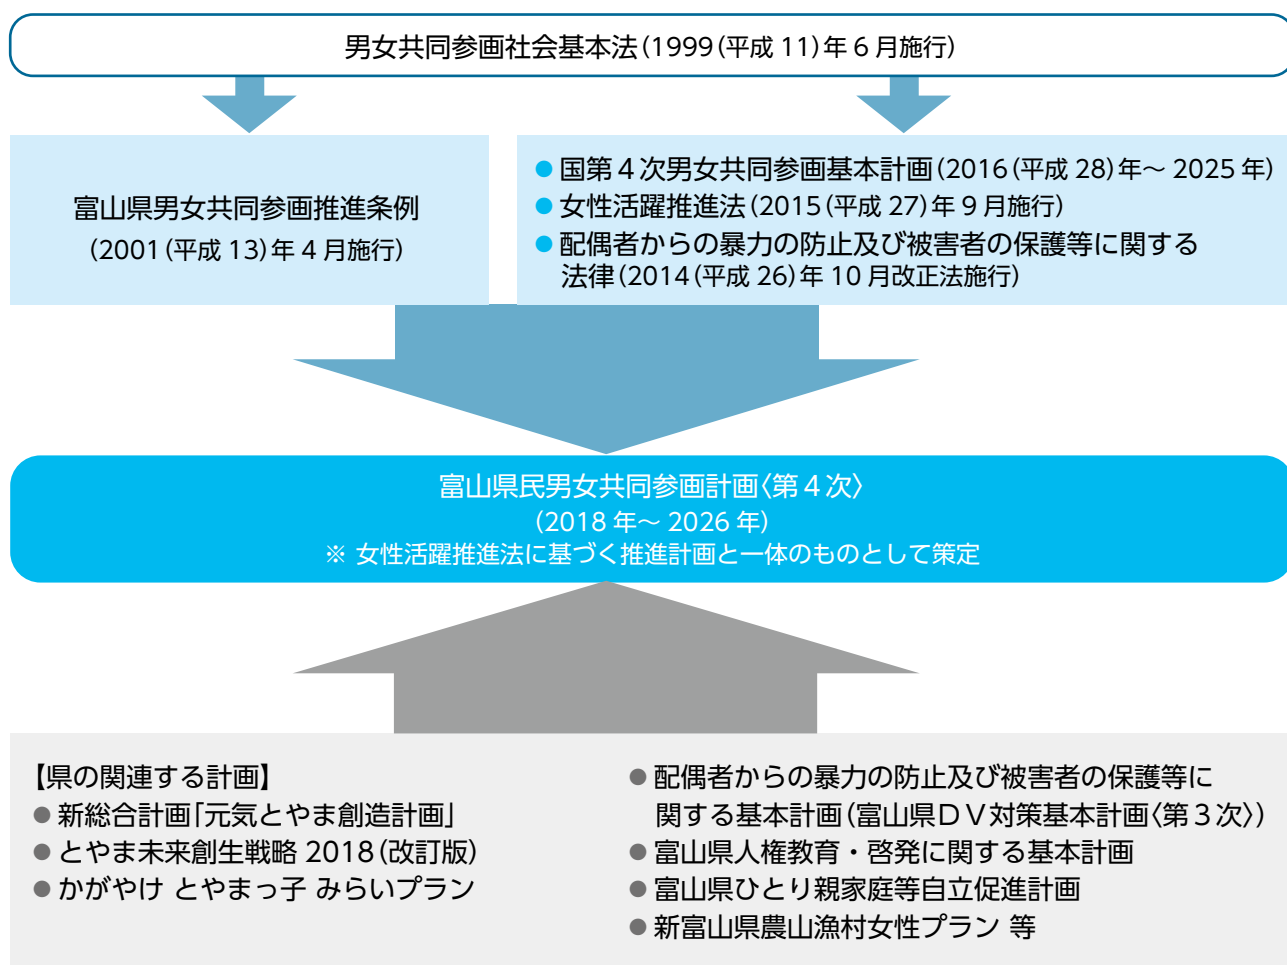 男女共同参画社会基本法(1999(平成 11)年 6 月施行)
富山県男女共同参画推進条例
(2001(平成 13)年 4 月施行)
● 国第 4 次男女共同参画基本計画(2016(平成 28)年～ 2025 年)
● 女性活躍推進法(2015(平成 27)年 9 月施行)
● 配偶者からの暴力の防止及び被害者の保護等に関する
法律(2014(平成 26)年 10 月改正法施行)
富山県民男女共同参画計画〈第 4 次〉
(2018 年～ 2026 年)
※ 女性活躍推進法に基づく推進計画と一体のものとして策定
【県の関連する計画】
● 新総合計画「元気とやま創造計画」
● とやま未来創生戦略 2018(改訂版)
● かがやけ とやまっ子 みらいプラン
● 配偶者からの暴力の防止及び被害者の保護等に
関する基本計画(富山県ＤＶ対策基本計画〈第 3 次〉)
● 富山県人権教育・啓発に関する基本計画
● 富山県ひとり親家庭等自立促進計画
● 新富山県農山漁村女性プラン 等